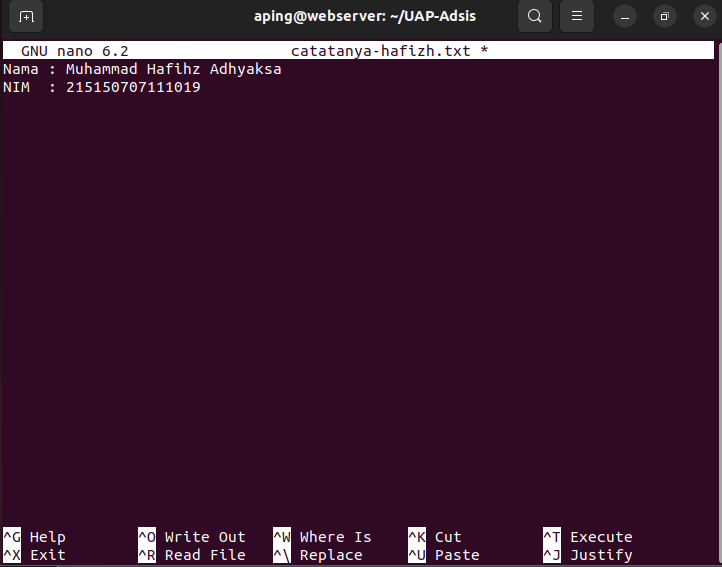 aping@webserver: ~/UAP-Adsis
GNU nano 6.2 catatanya-hafizh.txt *
Nama : Muhammad Hafihz Adhyaksa
NIM : 215150707111019
^G Help ^O Write Out ^W Where Is ^K Cut ^T Execute
^X Exit ^R Read File ^\ Replace ^U Paste ^J Justify